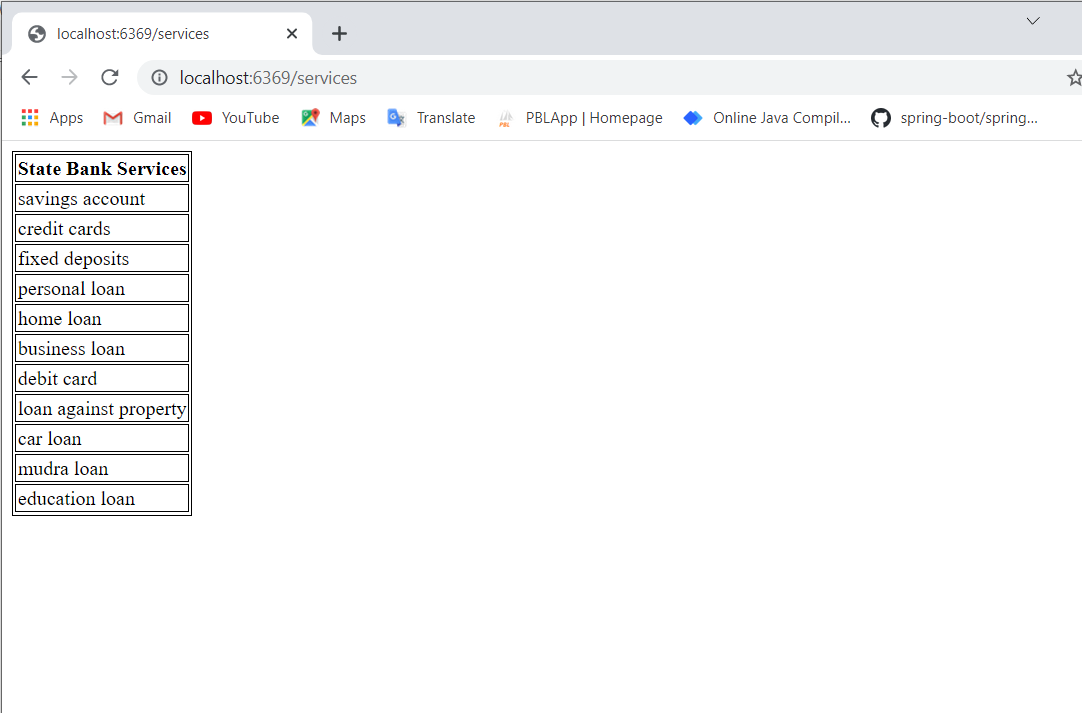 localhost:6369/services
localhost:6369/services
Apps Gmail YouTube Maps Translate PBLApp | Homepage Online Java Compil... spring-boot/spring...
State Bank Services
savings account
credit cards
fixed deposits
personal loan
home loan
business loan
debit card
loan against property
car loan
mudra loan
education loan